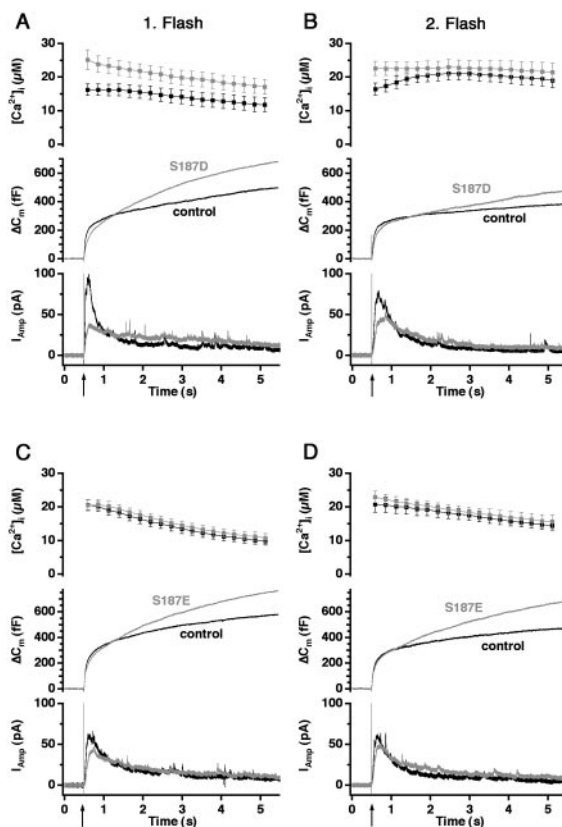 A 1. Flash
[Ca²⁺]ᵢ (µM)
30
20
10
0
ΔCₘ (fF)
600
400
200
0
S187D
control
I_Amp (pA)
100
50
0
0 1 2 3 4 5
Time (s)
B 2. Flash
[Ca²⁺]ᵢ (µM)
30
20
10
0
ΔCₘ (fF)
600
400
200
0
S187D
control
I_Amp (pA)
100
50
0
0 1 2 3 4 5
Time (s)
C
[Ca²⁺]ᵢ (µM)
30
20
10
0
ΔCₘ (fF)
600
400
200
0
S187E
control
I_Amp (pA)
100
50
0
0 1 2 3 4 5
Time (s)
D
[Ca²⁺]ᵢ (µM)
30
20
10
0
ΔCₘ (fF)
600
400
200
0
S187E
control
I_Amp (pA)
100
50
0
0 1 2 3 4 5
Time (s)